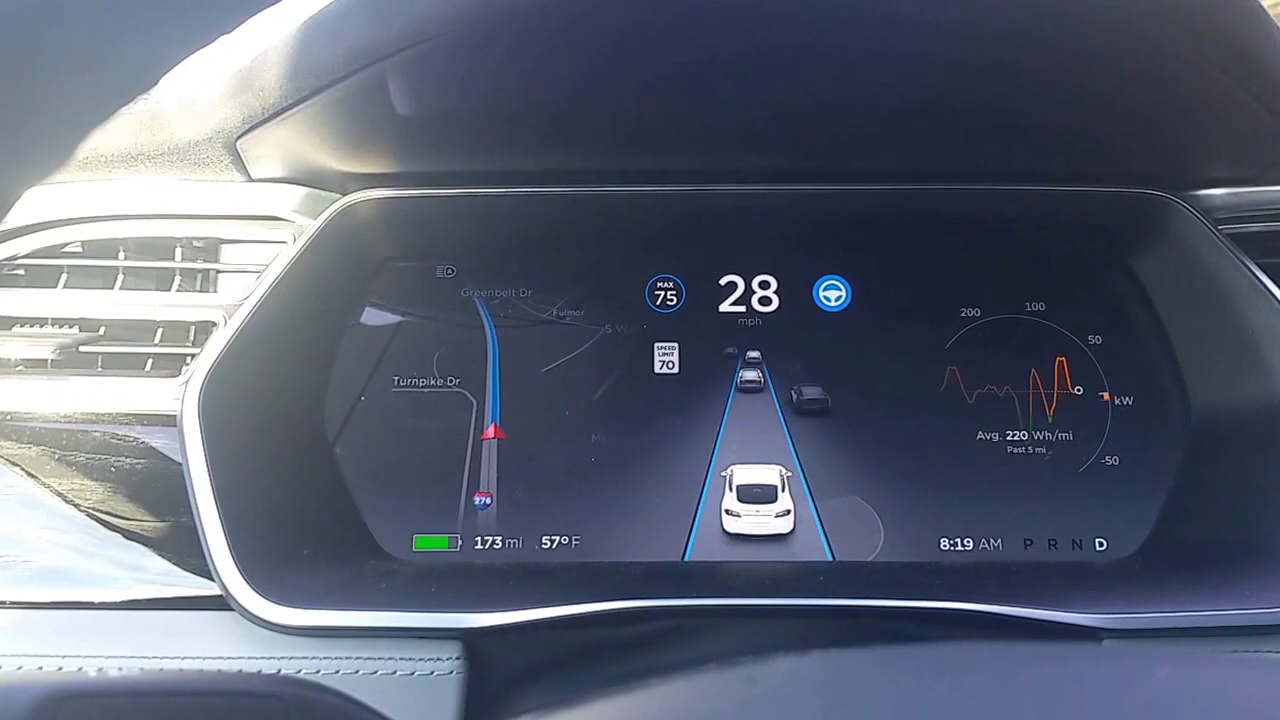 Greenbelt Dr
Fulmor
S W
Turnpike Dr
276
173 mi
57° F
MAX
75
28
mph
SPEED
LIMIT
70
200
100
50
kW
-50
Avg. 220 Wh/mi
Past 5 mi
8:19 AM
P R N D